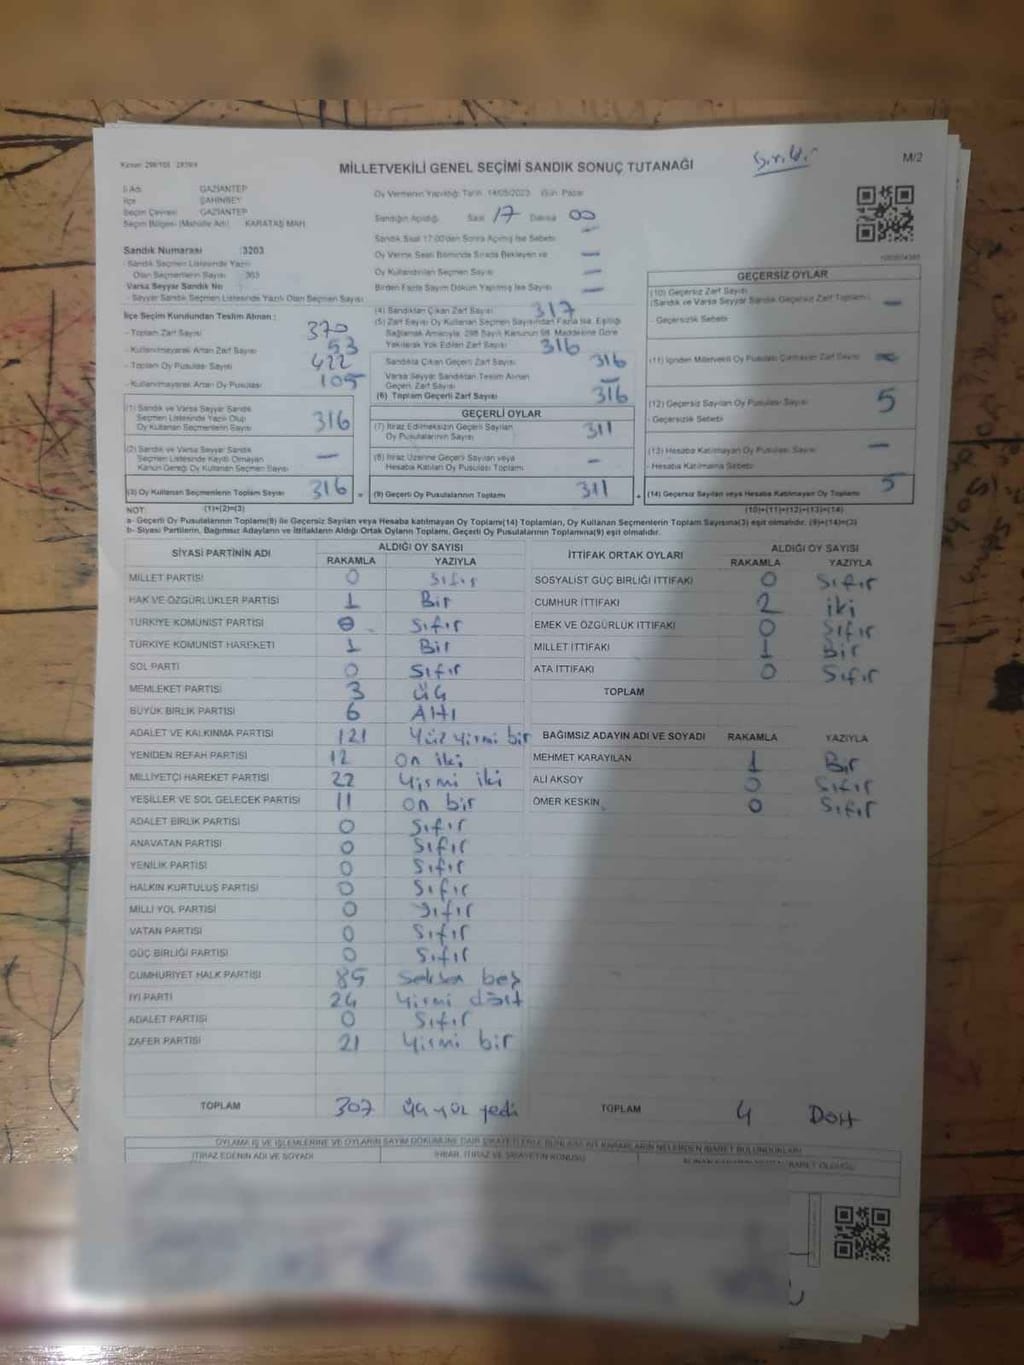 MİLLETVEKİLİ GENEL SEÇİMİ SANDIK SONUÇ TUTANAĞI
M/2
İl Adı GAZİANTEP
İlçe ŞAHİNBEY
Seçim Çevresi GAZİANTEP
Seçim Bölgesi (Mahalle Adı) KARATAŞ MAH.
Oy Vermenin Yapıldığı Tarih 14/05/2023 Gün Pazar
Sandığın Açıldığı Saat 17 Dakika 00
Sandık Saat 17:00'den Sonra Açılmış İse Sebebi -
Oy Verme Saati Bitiminde Sırada Bekleyen ve
Oy Kullandırılan Seçmen Sayısı -
Birden Fazla Sayım Döküm Yapılmış İse Sayısı -
Sandık Numarası 3203
- Sandık Seçmen Listesinde Yazılı
Olan Seçmenlerin Sayısı 363
Varsa Seyyar Sandık No
- Seyyar Sandık Seçmen Listesinde Yazılı Olan Seçmen Sayısı
İlçe Seçim Kurulundan Teslim Alınan :
- Toplam Zarf Sayısı 370
- Kullanılmayarak Artan Zarf Sayısı 53
- Toplam Oy Pusulası 422
- Kullanılmayarak Artan Oy Pusulası 105
(4) Sandıktan Çıkan Zarf Sayısı 317
(5) Zarf Sayısı Oy Kullanan Seçmen Sayısından Fazla İse, Eşitliği
Sağlamak Amacıyla, 298 Sayılı Kanunun 98. Maddesine Göre
Yakılarak Yok Edilen Zarf Sayısı 316
Sandıkta Çıkan Geçerli Zarf Sayısı 316
Varsa Seyyar Sandıktan Teslim Alınan
Geçerli Zarf Sayısı -
(6) Toplam Geçerli Zarf Sayısı 316
(1) Sandık ve Varsa Seyyar Sandık
Seçmen Listesinde Yazılı Olup
Oy Kullanan Seçmenlerin Sayısı 316
(2) Sandık ve Varsa Seyyar Sandık
Seçmen Listesinde Kayıtlı Olmayan
Kanun Gereği Oy Kullanan Seçmen Sayısı -
(3) Oy Kullanan Seçmenlerin Toplam Sayısı 316
(1)+(2)=(3)
GEÇERLİ OYLAR
(7) İtiraz Edilmeksizin Geçerli Sayılan
Oy Pusulalarının Sayısı 311
(8) İtiraz Üzerine Geçerli Sayılan veya
Hesaba Katılan Oy Pusulası Toplamı -
(9) Geçerli Oy Pusulalarının Toplamı 311
GEÇERSİZ OYLAR
(10) Geçersiz Zarf Sayısı
(Sandık ve Varsa Seyyar Sandık Geçersiz Zarf Toplamı) -
- Geçersizlik Sebebi
(11) İçinden Milletvekili Oy Pusulası Çıkmayan Zarf Sayısı
(12) Geçersiz Sayılan Oy Pusulası Sayısı 5
- Geçersizlik Sebebi
(13) Hesaba Katılmayan Oy Pusulası Sayısı -
- Hesaba Katılmama Sebebi
(14) Geçersiz Sayılan veya Hesaba Katılmayan Oy Toplamı 5
(10)+(11)+(12)+(13)=(14)
NOT:
a- Geçerli Oy Pusulalarının Toplamı(9) ile Geçersiz Sayılan veya Hesaba katılmayan Oy Toplamı(14) Toplamları, Oy Kullanan Seçmenlerin Toplam Sayısına(3) eşit olmalıdır. (9)+(14)=(3)
b- Siyasi Partilerin, Bağımsız Adayların ve İttifakların Aldığı Ortak Oyların Toplamı, Geçerli Oy Pusulalarının Toplamına(9) eşit olmalıdır.
SİYASİ PARTİNİN ADI ALDIĞI OY SAYISI
RAKAMLA YAZIYLA
MİLLET PARTİSİ 0 Sıfır
HAK VE ÖZGÜRLÜKLER PARTİSİ 1 Bir
TÜRKİYE KOMÜNİST PARTİSİ 0 Sıfır
TÜRKİYE KOMÜNİST HAREKETİ 1 Bir
SOL PARTİ 0 Sıfır
MEMLEKET PARTİSİ 3 Üç
BÜYÜK BİRLİK PARTİSİ 6 Altı
ADALET VE KALKINMA PARTİSİ 121 Yüz yirmi bir
YENİDEN REFAH PARTİSİ 12 On iki
MİLLİYETÇİ HAREKET PARTİSİ 22 Yirmi iki
YEŞİLLER VE SOL GELECEK PARTİSİ 11 On bir
ADALET BİRLİK PARTİSİ 0 Sıfır
ANAVATAN PARTİSİ 0 Sıfır
YENİLİK PARTİSİ 0 Sıfır
HALKIN KURTULUŞ PARTİSİ 0 Sıfır
MİLLİ YOL PARTİSİ 0 Sıfır
VATAN PARTİSİ 0 Sıfır
GÜÇ BİRLİĞİ PARTİSİ 0 Sıfır
CUMHURİYET HALK PARTİSİ 85 Seksen beş
İYİ PARTİ 24 Yirmi dört
ADALET PARTİSİ 0 Sıfır
ZAFER PARTİSİ 21 Yirmi bir
TOPLAM 307 Üç yüz yedi
İTTİFAK ORTAK OYLARI ALDIĞI OY SAYISI
RAKAMLA YAZIYLA
SOSYALİST GÜÇ BİRLİĞİ İTTİFAKI 0 Sıfır
CUMHUR İTTİFAKI 2 iki
EMEK VE ÖZGÜRLÜK İTTİFAKI 0 Sıfır
MİLLET İTTİFAKI 1 Bir
ATA İTTİFAKI 0 Sıfır
TOPLAM
BAĞIMSIZ ADAYIN ADI VE SOYADI RAKAMLA YAZIYLA
MEHMET KARAYILAN 1 Bir
ALİ AKSOY 0 Sıfır
ÖMER KESKİN 0 Sıfır
TOPLAM 4 Dört
OYLAMA İŞ VE İŞLEMLERİNE VE OYLARIN SAYIM DÖKÜMÜNE DAİR
İTİRAZ EDENİN ADI VE SOYADI İHBAR, İTİRAZ VE ŞİKAYETİN KONUSU